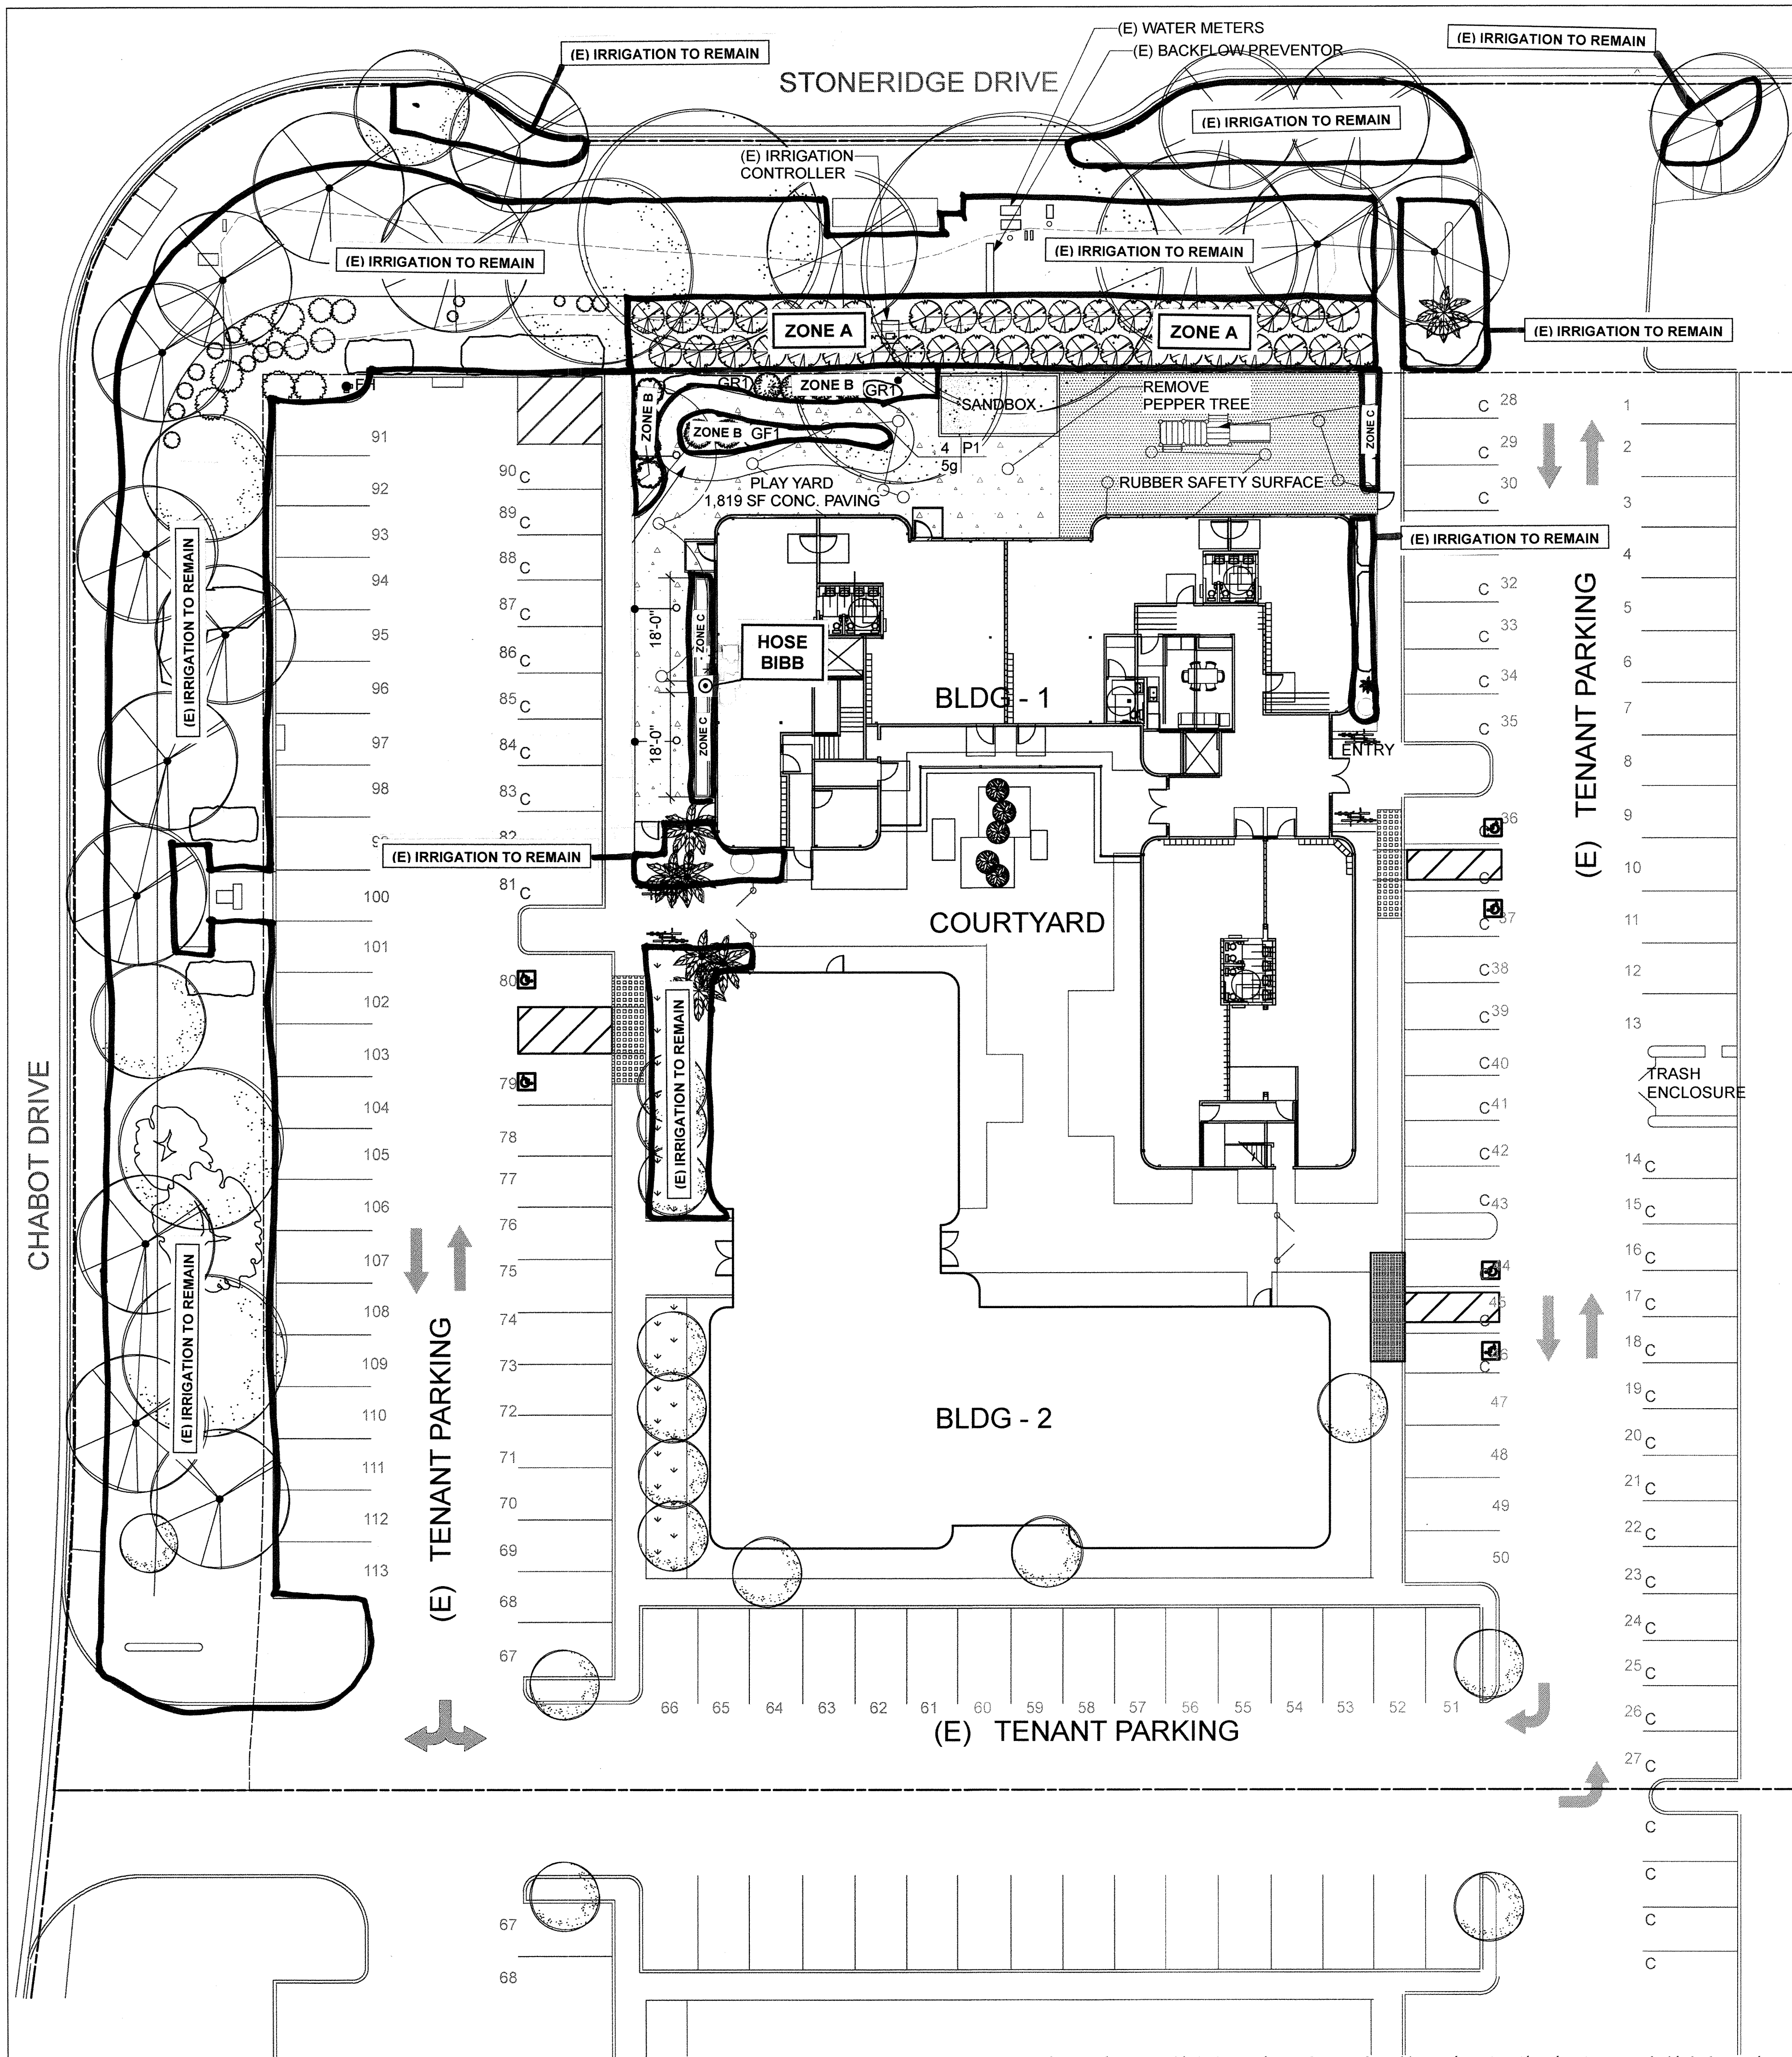 (E) WATER METERS
(E) BACKFLOW PREVENTOR
(E) IRRIGATION TO REMAIN
(E) IRRIGATION TO REMAIN
STONERIDGE DRIVE
(E) IRRIGATION TO REMAIN
(E) IRRIGATION
CONTROLLER
(E) IRRIGATION TO REMAIN
(E) IRRIGATION TO REMAIN
ZONE A
ZONE A
(E) IRRIGATION TO REMAIN
FH
GR1
ZONE B
GR1
SANDBOX
REMOVE
PEPPER TREE
ZONE B
ZONE B
GF1
4 P1
5g
ZONE C
PLAY YARD
1,819 SF CONC. PAVING
RUBBER SAFETY SURFACE
(E) IRRIGATION TO REMAIN
(E) IRRIGATION TO REMAIN
18'-0"
ZONE C
HOSE
BIBB
18'-0"
ZONE C
BLDG - 1
ENTRY
(E) TENANT PARKING
(E) IRRIGATION TO REMAIN
COURTYARD
(E) IRRIGATION TO REMAIN
TRASH
ENCLOSURE
CHABOT DRIVE
(E) IRRIGATION TO REMAIN
(E) TENANT PARKING
BLDG - 2
(E) TENANT PARKING
91
92
93
94
95
96
97
98
100
101
102
103
104
105
106
107
108
109
110
111
112
113
90 C
89 C
88 C
87 C
86 C
85 C
84 C
83 C
82
81 C
80
79
78
77
76
75
74
73
72
71
70
69
68
67
66 65 64 63 62 61 60 59 58 57 56 55 54 53 52 51
C 28
C 29
C 30
C 32
C 33
C 34
C 35
C 36
C
C 37
C 38
C 39
C 40
C 41
C 42
C 43
44
45
C
46
C
47
48
49
50
1
2
3
4
5
6
7
8
9
10
11
12
13
14 C
15 C
16 C
17 C
18 C
19 C
20 C
21 C
22 C
23 C
24 C
25 C
26 C
27 C
C
C
C
C
67
68